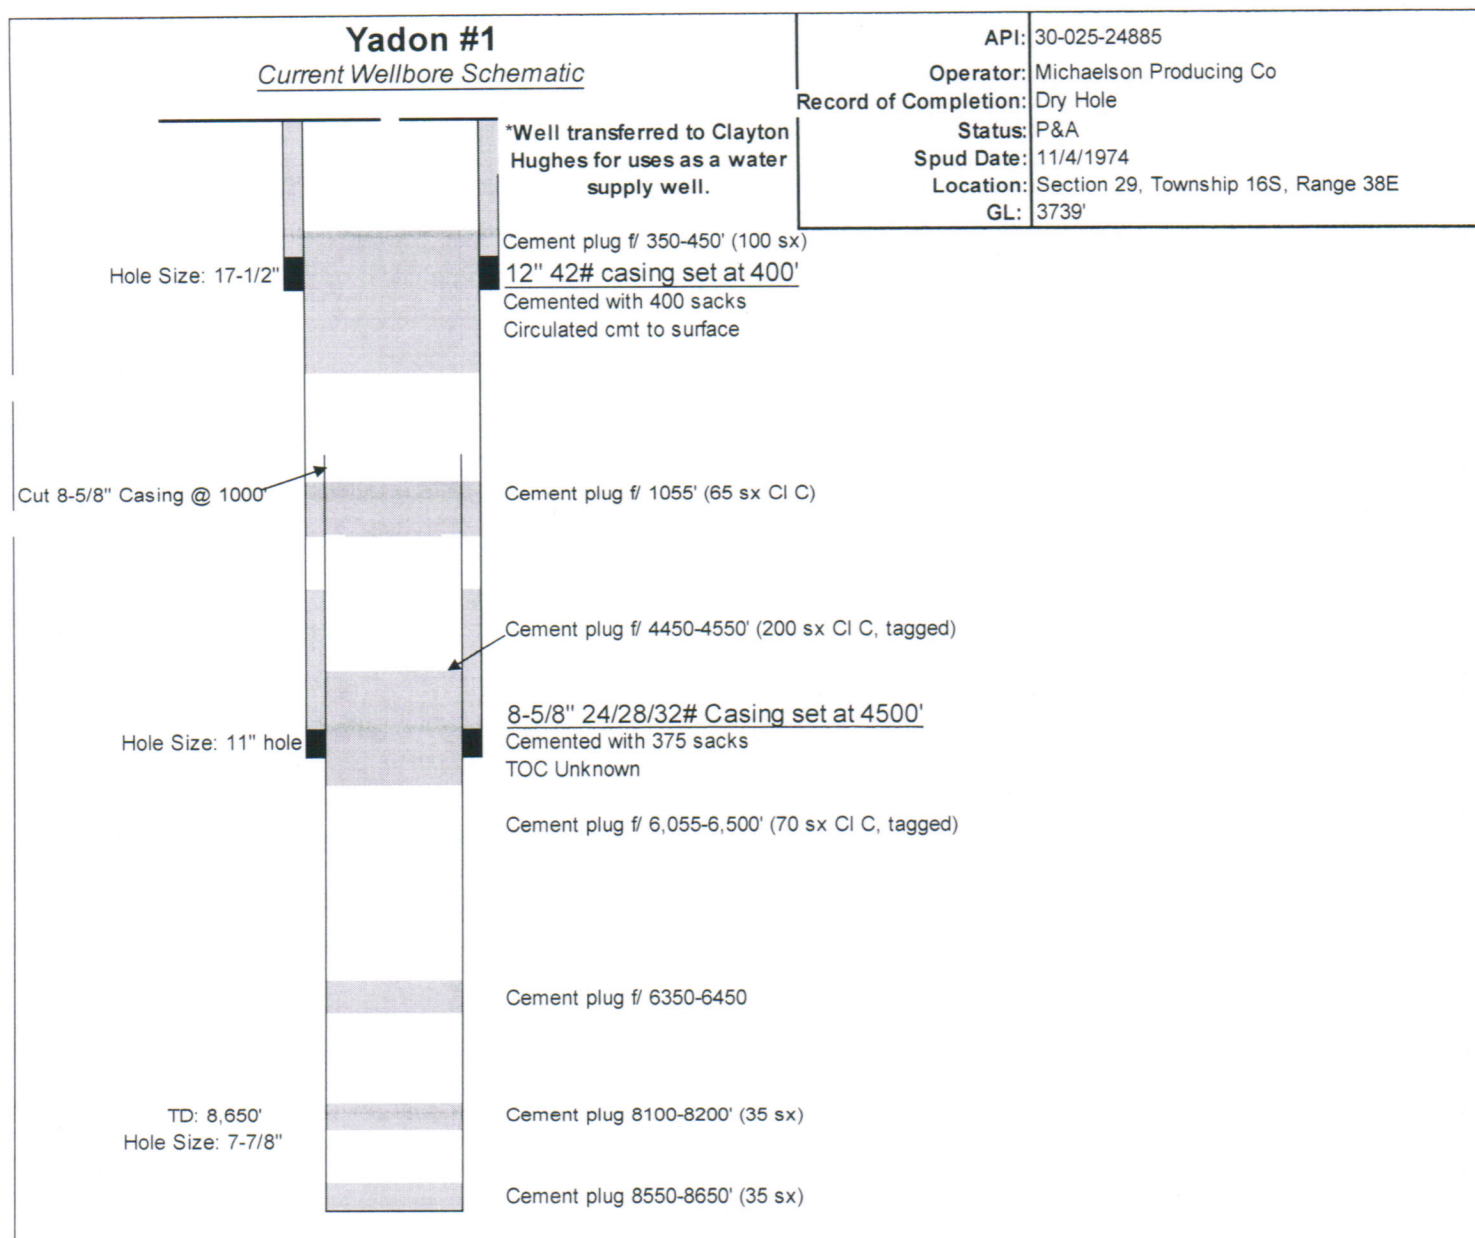 Yadon #1
Current Wellbore Schematic
API: 30-025-24885
Operator: Michaelson Producing Co
Record of Completion: Dry Hole
Status: P&A
Spud Date: 11/4/1974
Location: Section 29, Township 16S, Range 38E
GL: 3739'
*Well transferred to Clayton
Hughes for uses as a water
supply well.
Cement plug f/ 350-450' (100 sx)
Hole Size: 17-1/2"
12" 42# casing set at 400'
Cemented with 400 sacks
Circulated cmt to surface
Cut 8-5/8" Casing @ 1000'
Cement plug f/ 1055' (65 sx Cl C)
Cement plug f/ 4450-4550' (200 sx Cl C, tagged)
8-5/8" 24/28/32# Casing set at 4500'
Hole Size: 11" hole
Cemented with 375 sacks
TOC Unknown
Cement plug f/ 6,055-6,500' (70 sx Cl C, tagged)
Cement plug f/ 6350-6450
TD: 8,650'
Hole Size: 7-7/8"
Cement plug 8100-8200' (35 sx)
Cement plug 8550-8650' (35 sx)